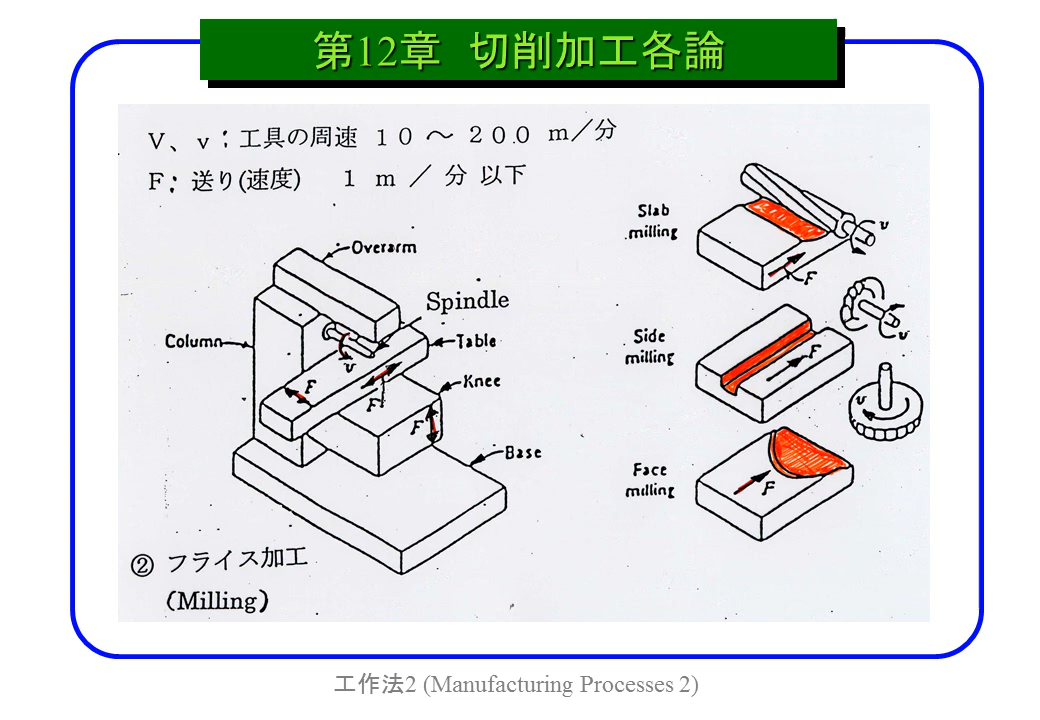 第12章 切削加工各論
V、v；工具の周速 10 ～ 200 m／分
F；送り(速度) 1 m ／ 分 以下
Overarm
Spindle
Column
Table
Knee
Base
v
F
F
F
Slab
milling
v
F
Side
milling
v
F
Face
milling
v
F
② フライス加工
(Milling)
工作法2 (Manufacturing Processes 2)